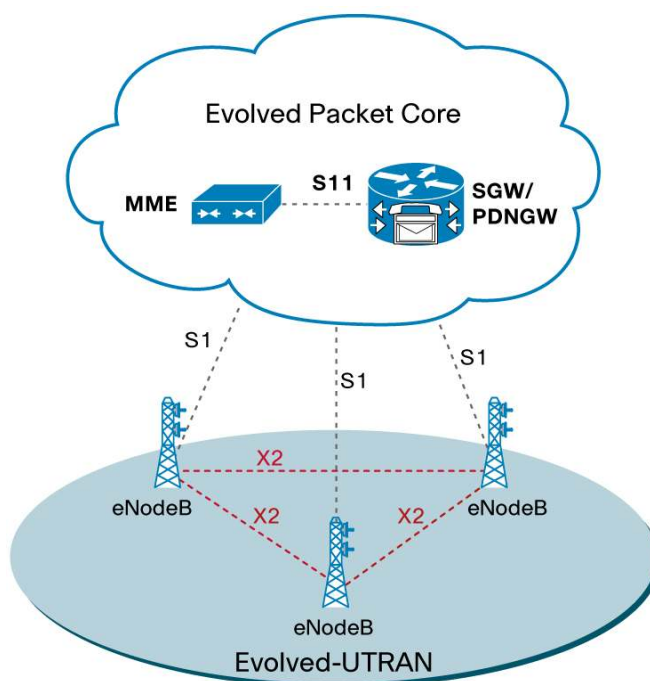 Evolved Packet Core
MME
S11
SGW/
PDNGW
S1
S1
S1
X2
eNodeB
X2
X2
eNodeB
eNodeB
Evolved-UTRAN